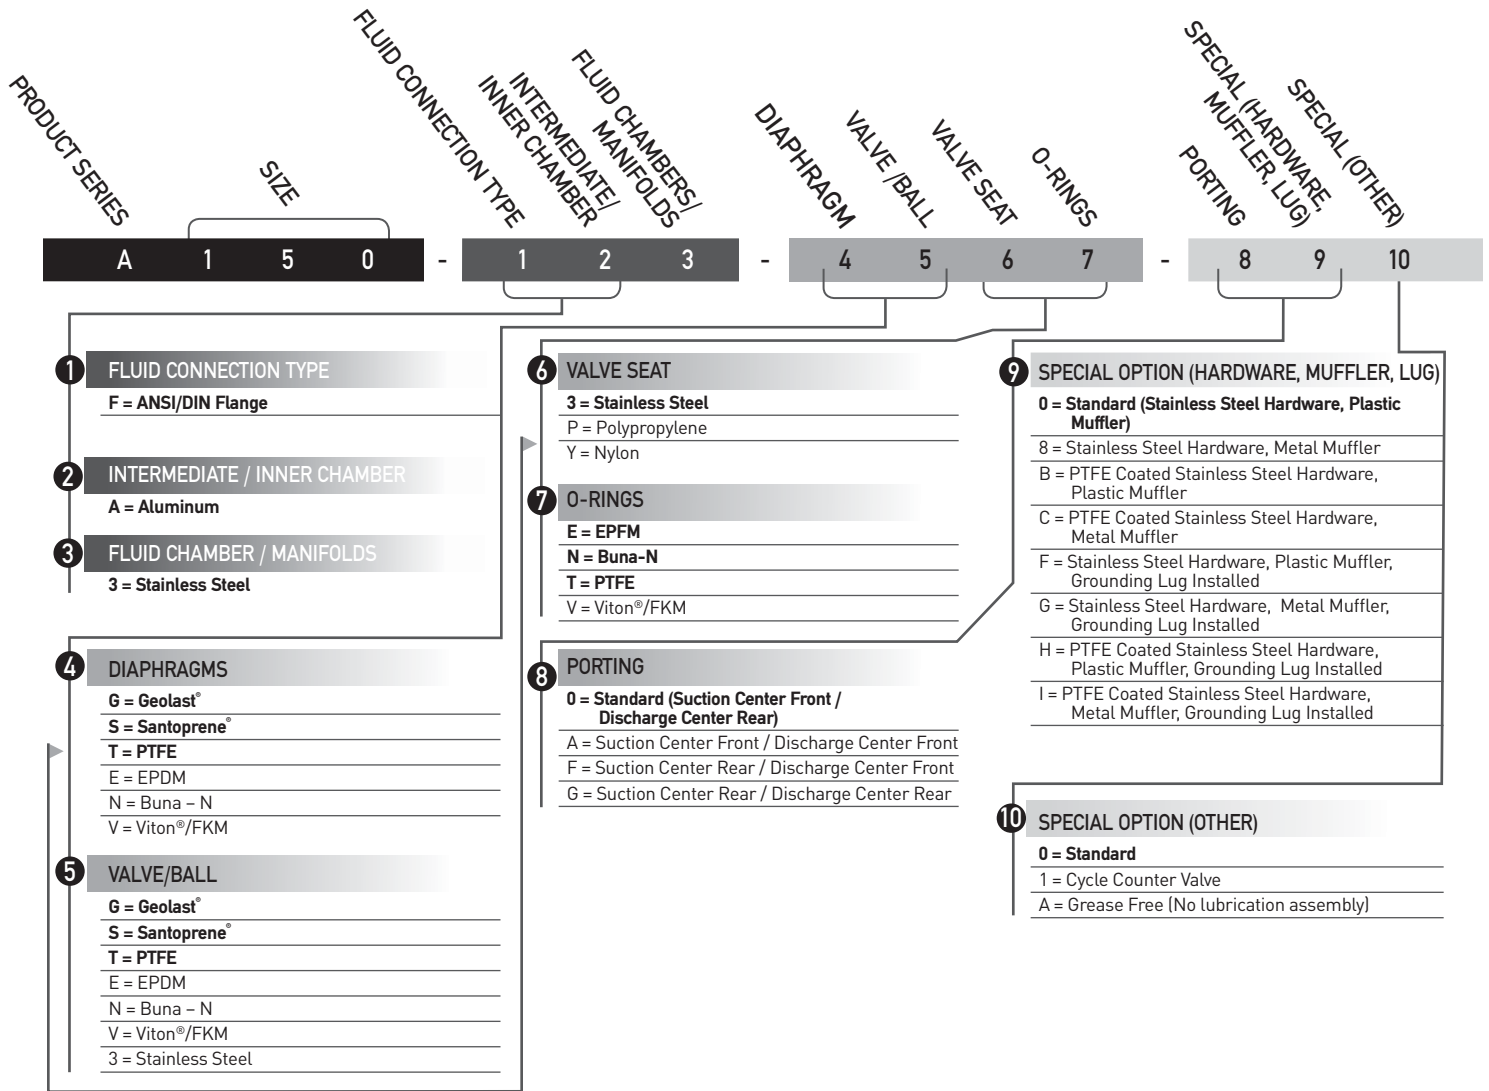 PRODUCT SERIES
SIZE
FLUID CONNECTION TYPE
INTERMEDIATE/
INNER CHAMBER
FLUID CHAMBERS/
MANIFOLDS
DIAPHRAGM
VALVE /BALL
VALVE SEAT
O-RINGS
PORTING
SPECIAL (HARDWARE,
MUFFLER, LUG)
SPECIAL (OTHER)
A 1 5 0 - 1 2 3 - 4 5 6 7 - 8 9 10
1 FLUID CONNECTION TYPE
F = ANSI/DIN Flange
2 INTERMEDIATE / INNER CHAMBER
A = Aluminum
3 FLUID CHAMBER / MANIFOLDS
3 = Stainless Steel
4 DIAPHRAGMS
G = Geolast®
S = Santoprene®
T = PTFE
E = EPDM
N = Buna – N
V = Viton®/FKM
5 VALVE/BALL
G = Geolast®
S = Santoprene®
T = PTFE
E = EPDM
N = Buna – N
V = Viton®/FKM
3 = Stainless Steel
6 VALVE SEAT
3 = Stainless Steel
P = Polypropylene
Y = Nylon
7 O-RINGS
E = EPFM
N = Buna-N
T = PTFE
V = Viton®/FKM
8 PORTING
0 = Standard (Suction Center Front /
Discharge Center Rear)
A = Suction Center Front / Discharge Center Front
F = Suction Center Rear / Discharge Center Front
G = Suction Center Rear / Discharge Center Rear
9 SPECIAL OPTION (HARDWARE, MUFFLER, LUG)
0 = Standard (Stainless Steel Hardware, Plastic
Muffler)
8 = Stainless Steel Hardware, Metal Muffler
B = PTFE Coated Stainless Steel Hardware,
Plastic Muffler
C = PTFE Coated Stainless Steel Hardware,
Metal Muffler
F = Stainless Steel Hardware, Plastic Muffler,
Grounding Lug Installed
G = Stainless Steel Hardware, Metal Muffler,
Grounding Lug Installed
H = PTFE Coated Stainless Steel Hardware,
Plastic Muffler, Grounding Lug Installed
I = PTFE Coated Stainless Steel Hardware,
Metal Muffler, Grounding Lug Installed
10 SPECIAL OPTION (OTHER)
0 = Standard
1 = Cycle Counter Valve
A = Grease Free (No lubrication assembly)